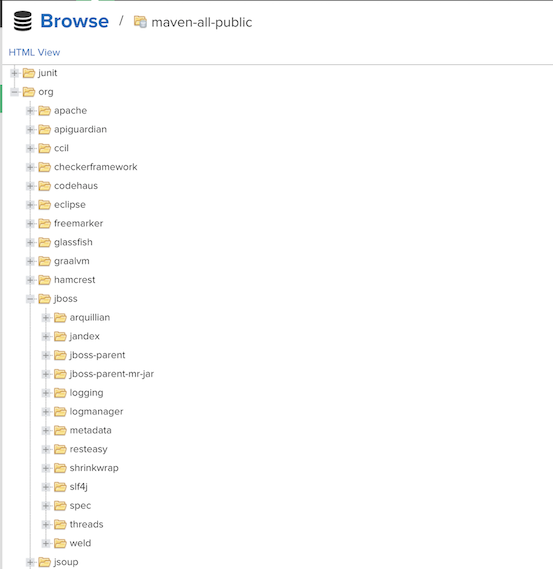 Browse / maven-all-public
HTML View
junit
org
apache
apiguardian
ccil
checkerframework
codehaus
eclipse
freemarker
glassfish
graalvm
hamcrest
jboss
arquillian
jandex
jboss-parent
jboss-parent-mr-jar
logging
logmanager
metadata
resteasy
shrinkwrap
slf4j
spec
threads
weld
jsoup